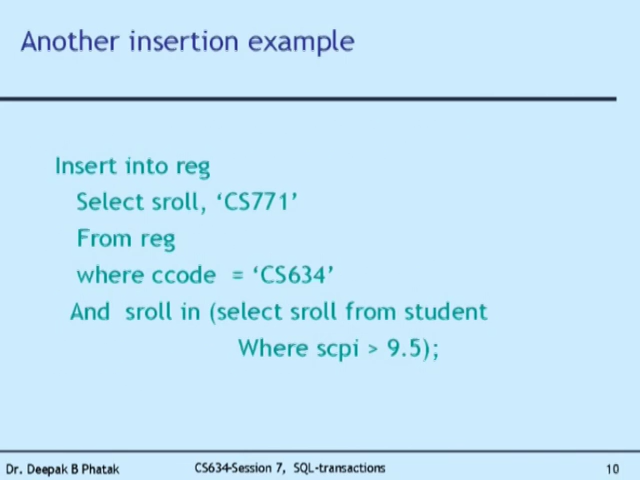 Another insertion example
Insert into reg
Select sroll, ‘CS771’
From reg
where ccode = ‘CS634’
And sroll in (select sroll from student
Where scpi > 9.5);
Dr. Deepak B Phatak
CS634-Session 7, SQL-transactions
10